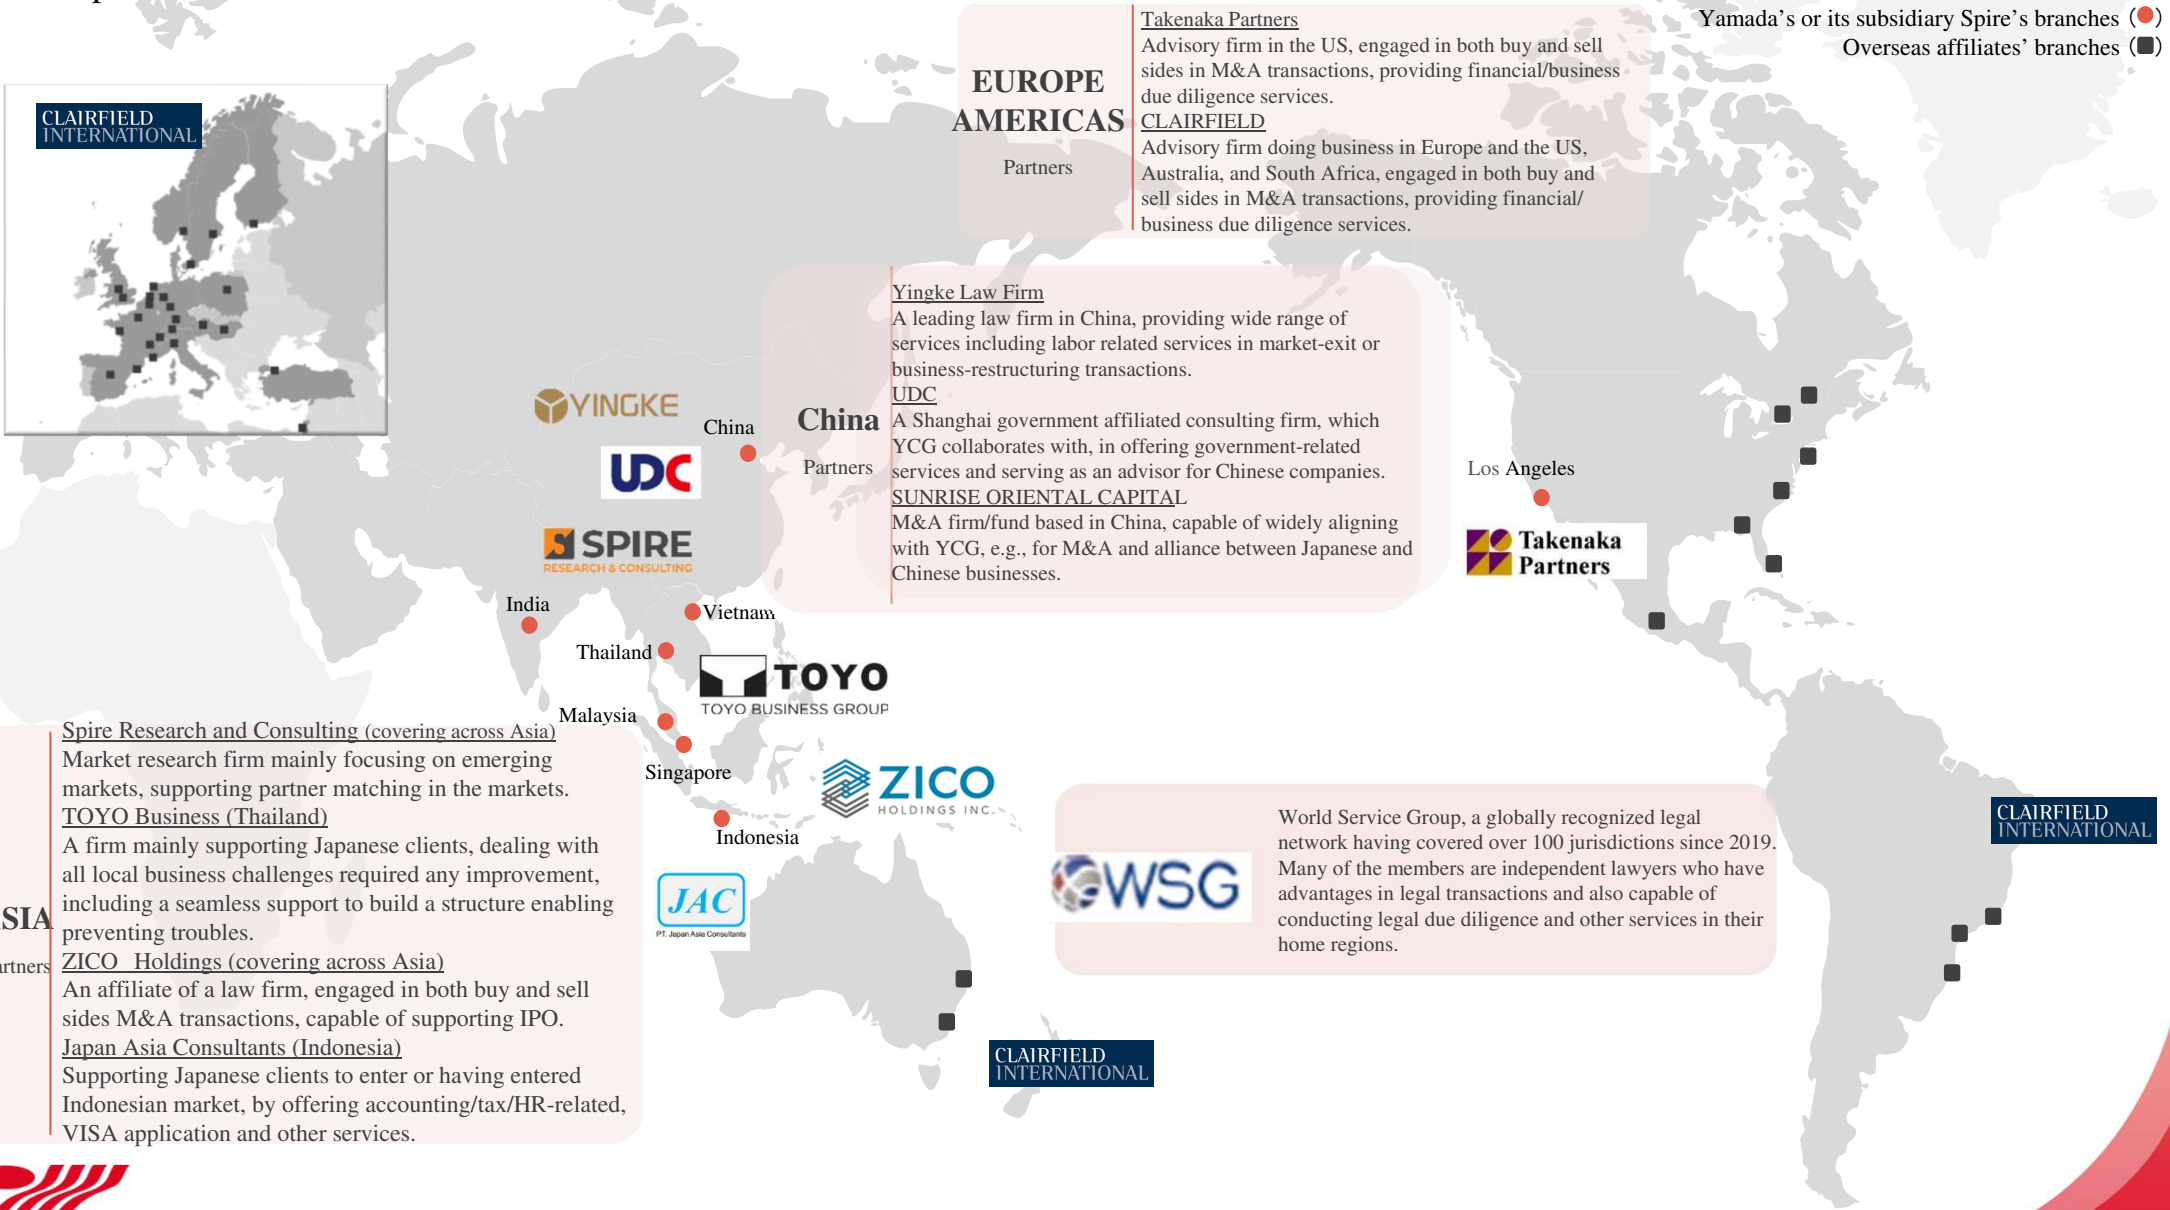 Yamada's or its subsidiary Spire's branches (●)
Overseas affiliates' branches (■)
CLAIRFIELD
INTERNATIONAL
EUROPE
AMERICAS
Partners
Takenaka Partners
Advisory firm in the US, engaged in both buy and sell
sides in M&A transactions, providing financial/business
due diligence services.
CLAIRFIELD
Advisory firm doing business in Europe and the US,
Australia, and South Africa, engaged in both buy and
sell sides in M&A transactions, providing financial/
business due diligence services.
China
Partners
Yingke Law Firm
A leading law firm in China, providing wide range of
services including labor related services in market-exit or
business-restructuring transactions.
UDC
A Shanghai government affiliated consulting firm, which
YCG collaborates with, in offering government-related
services and serving as an advisor for Chinese companies.
SUNRISE ORIENTAL CAPITAL
M&A firm/fund based in China, capable of widely aligning
with YCG, e.g., for M&A and alliance between Japanese and
Chinese businesses.
YINGKE
China
UDC
SPIRE
RESEARCH & CONSULTING
Los Angeles
Takenaka
Partners
India
Vietnam
Thailand
TOYO
TOYO BUSINESS GROUP
Malaysia
Singapore
ZICO
HOLDINGS INC.
Indonesia
JAC
PT. Japan Asia Consultants
SIA
artners
Spire Research and Consulting (covering across Asia)
Market research firm mainly focusing on emerging
markets, supporting partner matching in the markets.
TOYO Business (Thailand)
A firm mainly supporting Japanese clients, dealing with
all local business challenges required any improvement,
including a seamless support to build a structure enabling
preventing troubles.
ZICO Holdings (covering across Asia)
An affiliate of a law firm, engaged in both buy and sell
sides M&A transactions, capable of supporting IPO.
Japan Asia Consultants (Indonesia)
Supporting Japanese clients to enter or having entered
Indonesian market, by offering accounting/tax/HR-related,
VISA application and other services.
WSG
World Service Group, a globally recognized legal
network having covered over 100 jurisdictions since 2019.
Many of the members are independent lawyers who have
advantages in legal transactions and also capable of
conducting legal due diligence and other services in their
home regions.
CLAIRFIELD
INTERNATIONAL
CLAIRFIELD
INTERNATIONAL